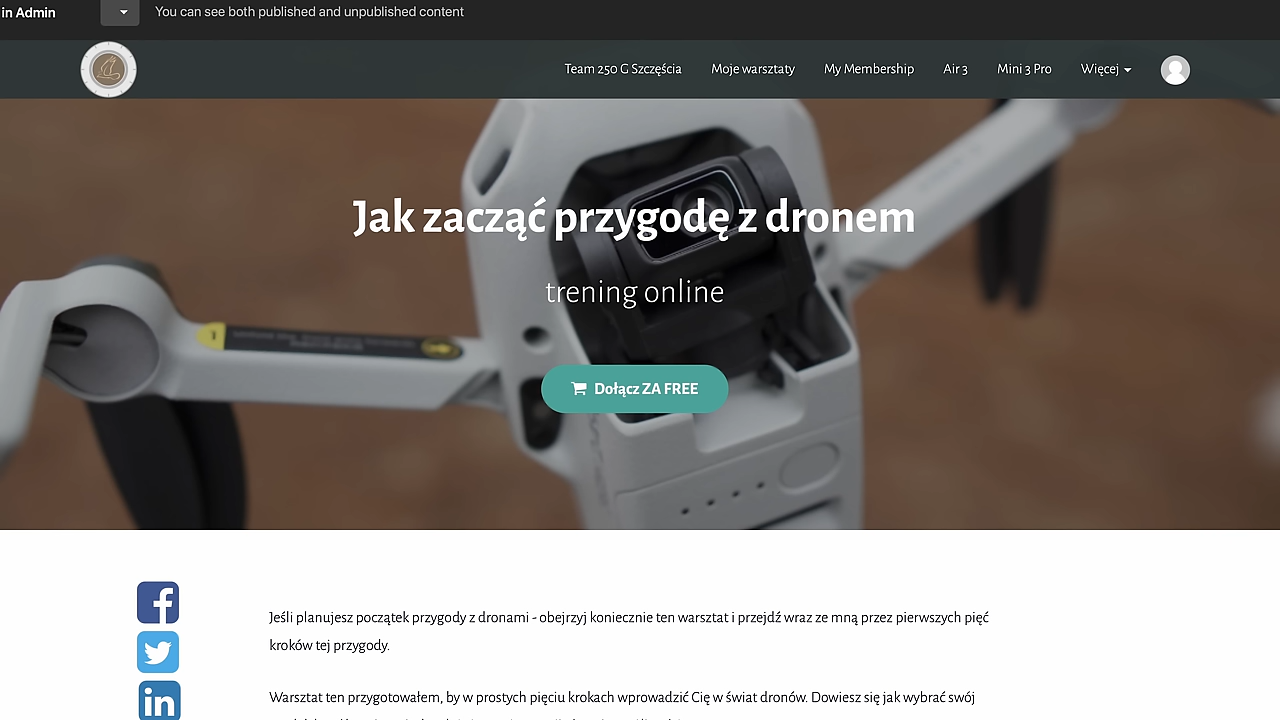 in Admin
You can see both published and unpublished content
Team 250 G Szczęścia
Moje warsztaty
My Membership
Air 3
Mini 3 Pro
Więcej
Jak zacząć przygodę z dronem
trening online
Dołącz ZA FREE
Jeśli planujesz początek przygody z dronami - obejrzyj koniecznie ten warsztat i przejdź wraz ze mną przez pierwszych pięć
kroków tej przygody.
Warsztat ten przygotowałem, by w prostych pięciu krokach wprowadzić Cię w świat dronów. Dowiesz się jak wybrać swój